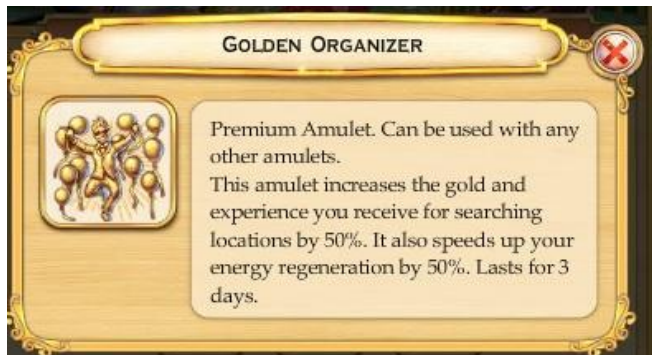 GOLDEN ORGANIZER
Premium Amulet. Can be used with any
other amulets.
This amulet increases the gold and
experience you receive for searching
locations by 50%. It also speeds up your
energy regeneration by 50%. Lasts for 3
days.